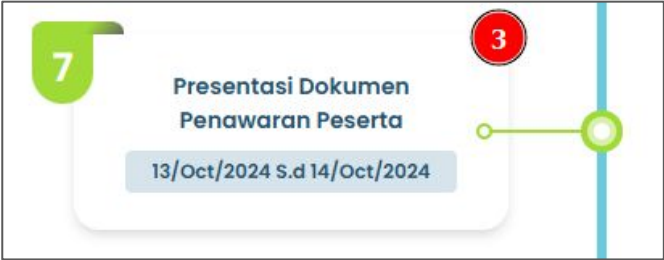 7
3
Presentasi Dokumen
Penawaran Peserta
13/Oct/2024 S.d 14/Oct/2024